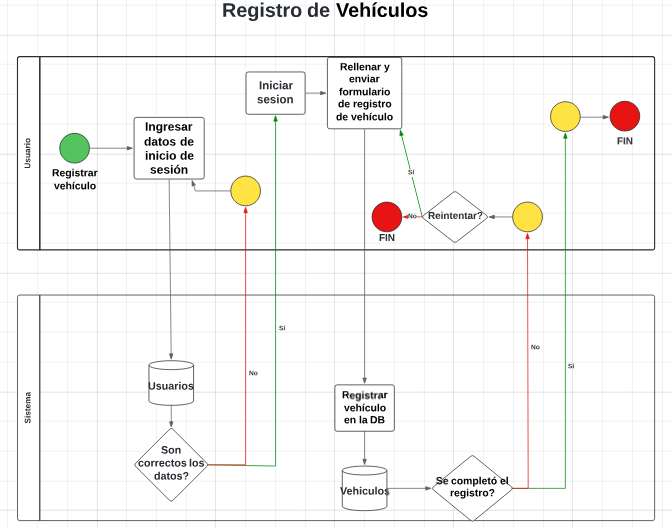 Registro de Vehículos
Usuario
Registrar
vehículo
Ingresar
datos de
inicio de
sesión
Iniciar
sesion
Rellenar y
enviar
formulario
de registro
de vehículo
Si
No
Reintentar?
FIN
FIN
Sistema
Usuarios
Son
correctos los
datos?
No
Si
Registrar
vehículo
en la DB
Vehiculos
Se completó el
registro?
No
Si